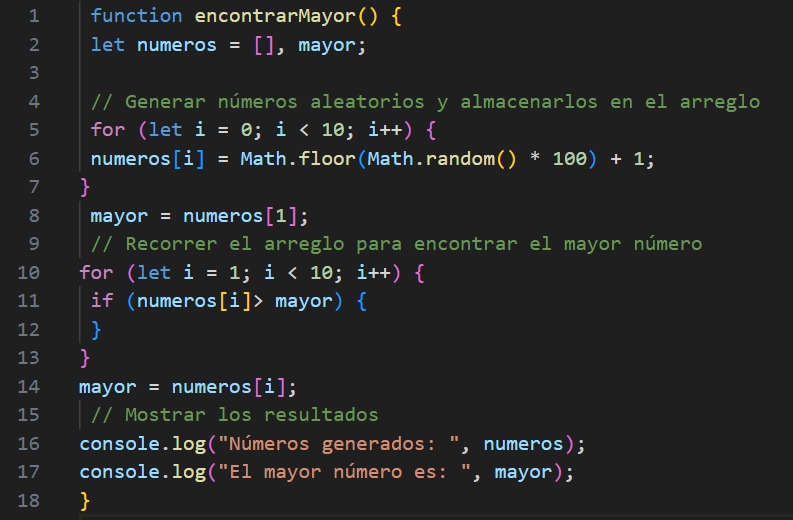 1 function encontrarMayor() {
2 let numeros = [], mayor;
3
4 // Generar números aleatorios y almacenarlos en el arreglo
5 for (let i = 0; i < 10; i++) {
6 numeros[i] = Math.floor(Math.random() * 100) + 1;
7 }
8 mayor = numeros[1];
9 // Recorrer el arreglo para encontrar el mayor número
10 for (let i = 1; i < 10; i++) {
11 if (numeros[i]> mayor) {
12 }
13 }
14 mayor = numeros[i];
15 // Mostrar los resultados
16 console.log("Números generados: ", numeros);
17 console.log("El mayor número es: ", mayor);
18 }